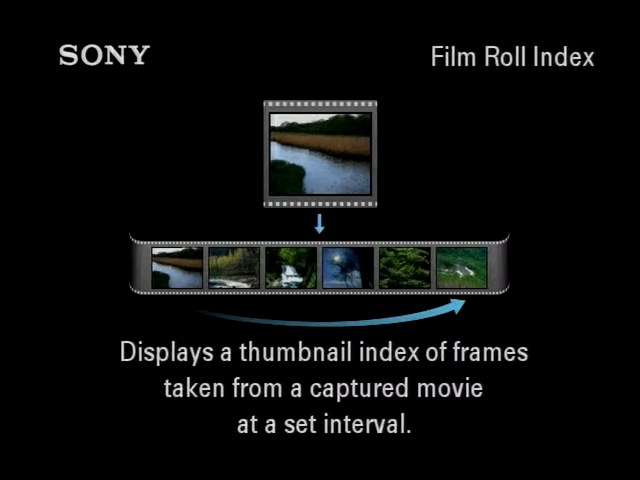 SONY
Film Roll Index
Displays a thumbnail index of frames
taken from a captured movie
at a set interval.